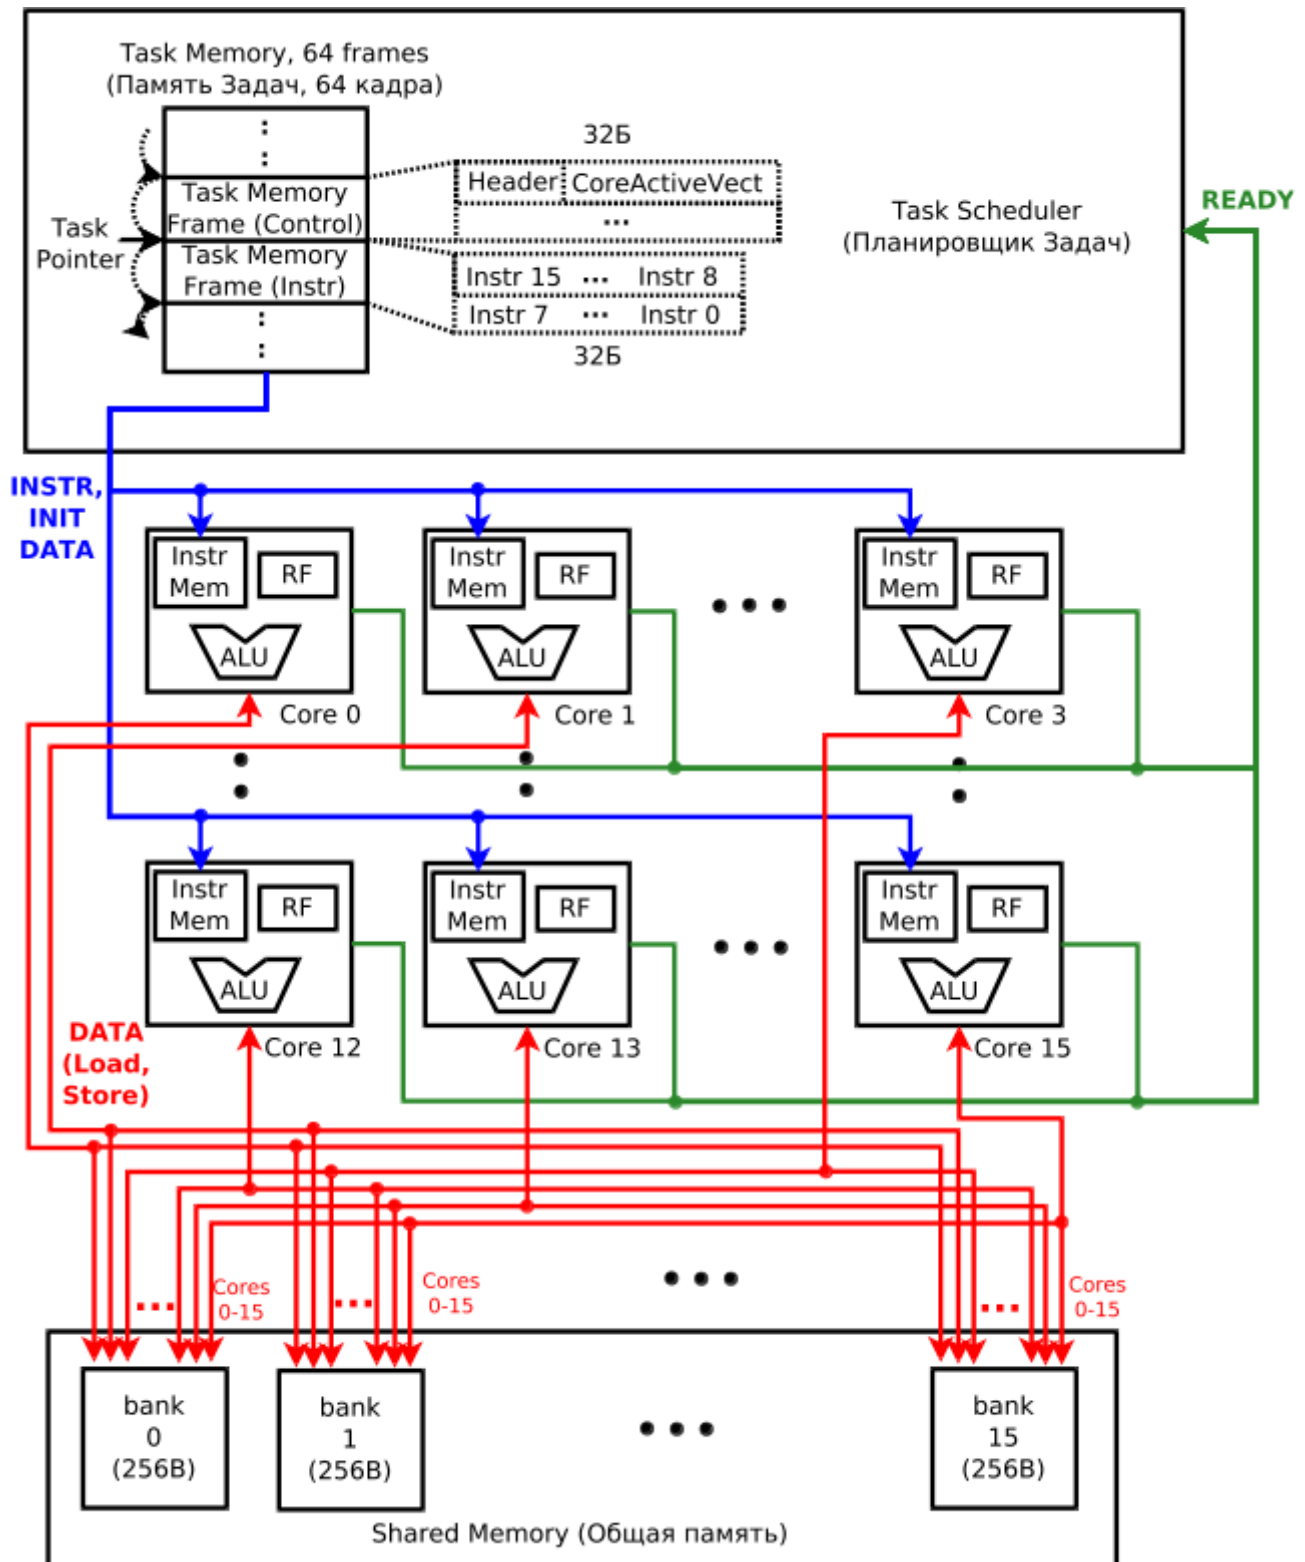 Task Memory, 64 frames
(Память Задач, 64 кадра)
32Б
Header
CoreActiveVect
...
Task Memory
Frame (Control)
Task
Pointer
Task Memory
Frame (Instr)
Instr 15 ... Instr 8
Instr 7 ... Instr 0
32Б
Task Scheduler
(Планировщик Задач)
READY
INSTR,
INIT
DATA
Instr
Mem
RF
ALU
Core 0
Instr
Mem
RF
ALU
Core 1
Instr
Mem
RF
ALU
Core 3
Instr
Mem
RF
ALU
Core 12
Instr
Mem
RF
ALU
Core 13
Instr
Mem
RF
ALU
Core 15
DATA
(Load,
Store)
Cores
0-15
Cores
0-15
Cores
0-15
bank
0
(256B)
bank
1
(256B)
bank
15
(256B)
Shared Memory (Общая память)